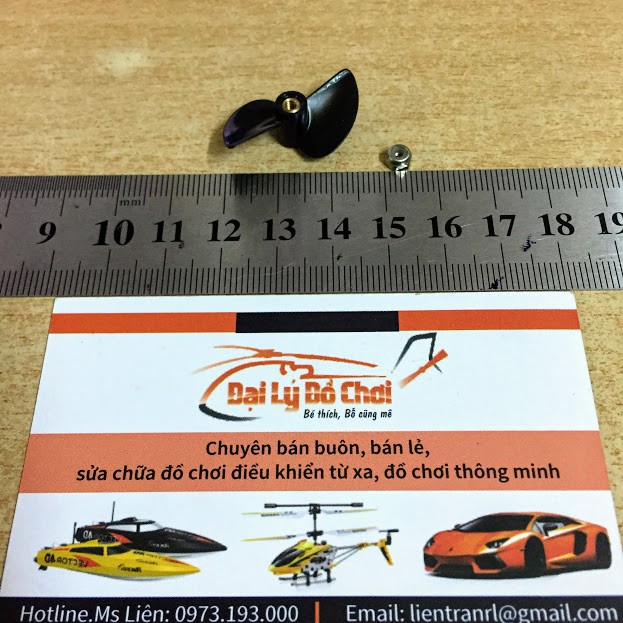 mm
9 10 11 12 13 14 15 16 17 18 19
Đại Lý Đồ Chơi
Bé thích, Bố cũng mê
Chuyên bán buôn, bán lẻ,
sửa chữa đồ chơi điều khiển từ xa, đồ chơi thông minh
Hotline.Ms Liên: 0973.193.000 | Email: lientranrl@gmail.com